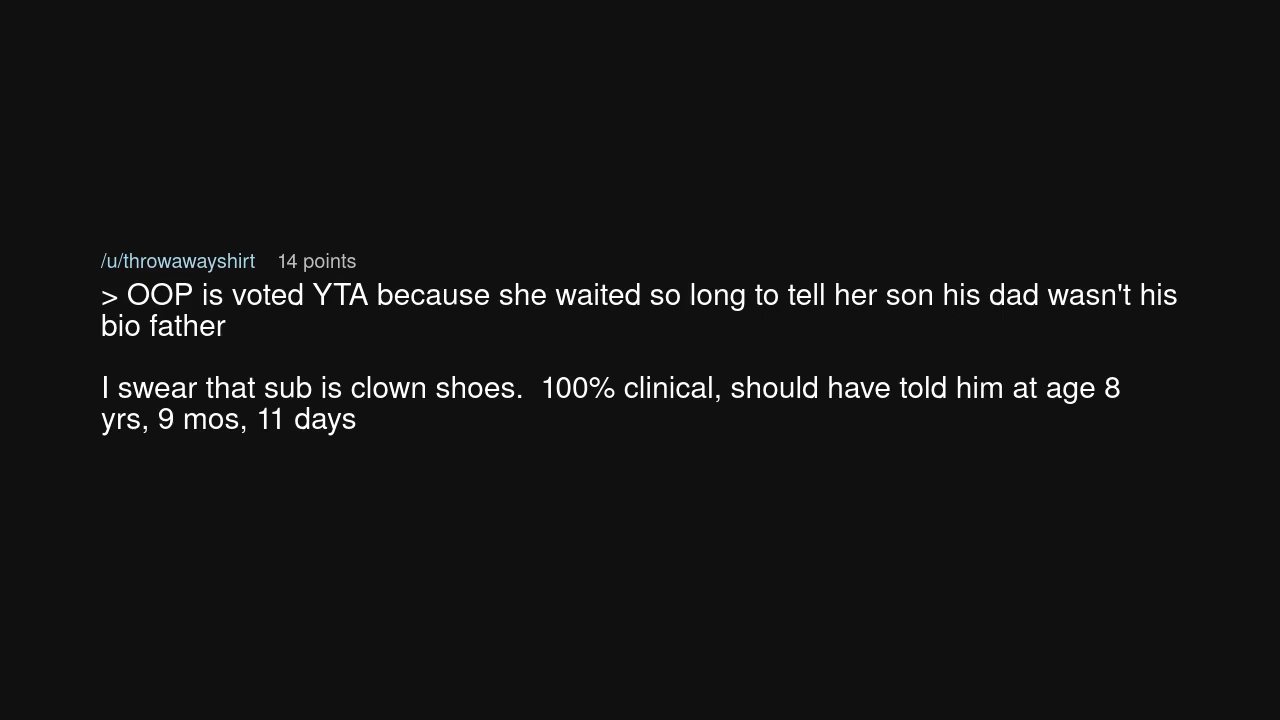 /u/throwawayshirt 14 points
> OOP is voted YTA because she waited so long to tell her son his dad wasn't his
bio father
I swear that sub is clown shoes.  100% clinical, should have told him at age 8
yrs, 9 mos, 11 days